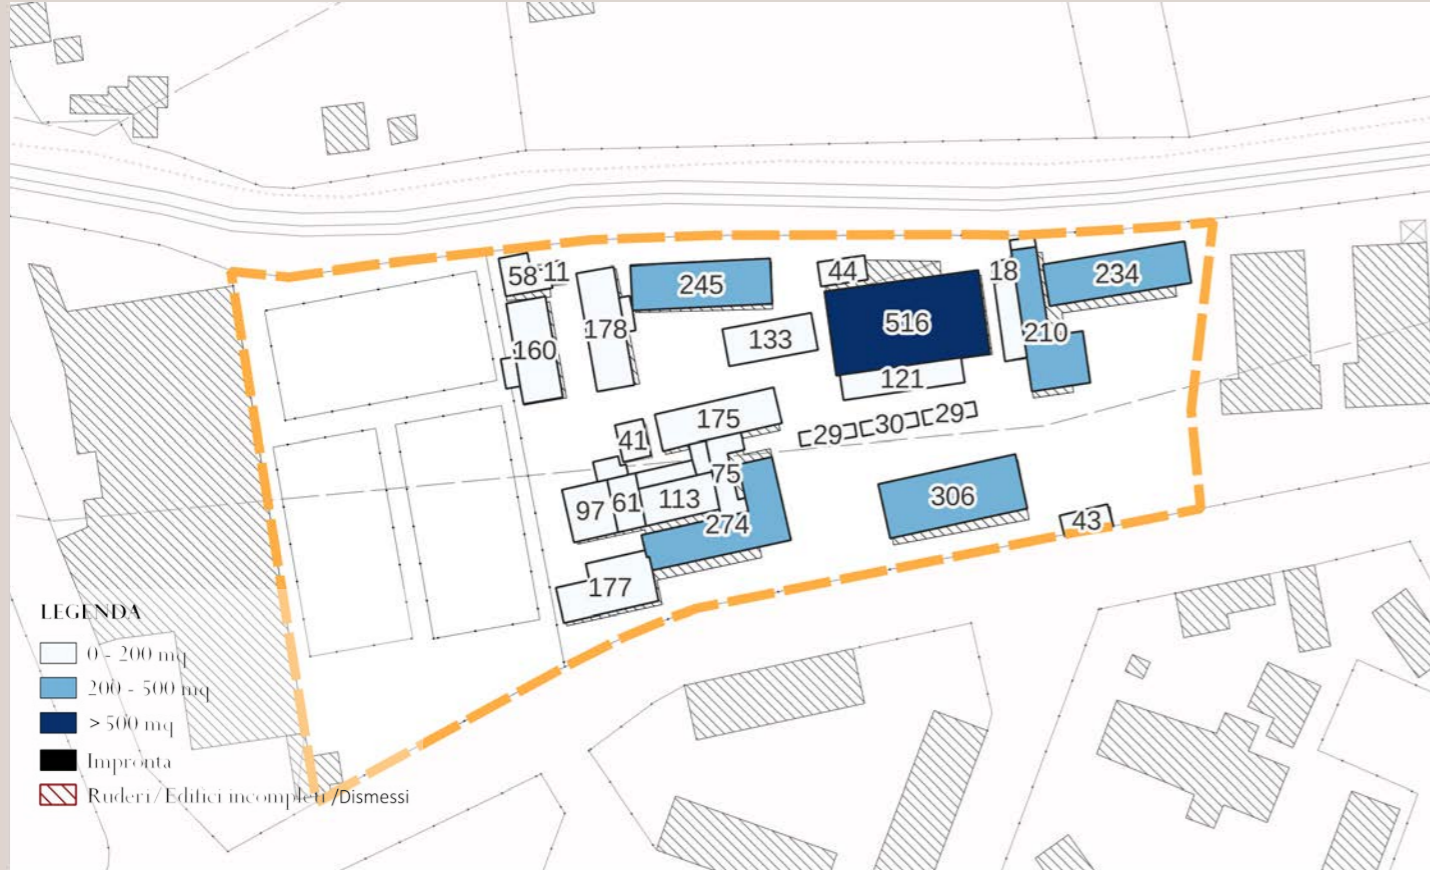 58 11
245
44
18
234
178
160
133
516
210
121
175
29 30 29
41
75
97 61 113
306
274
43
177
LEGENDA
0 - 200 mq
200 - 500 mq
> 500 mq
Impronta
Ruderi/Edifici incompleti /Dismessi